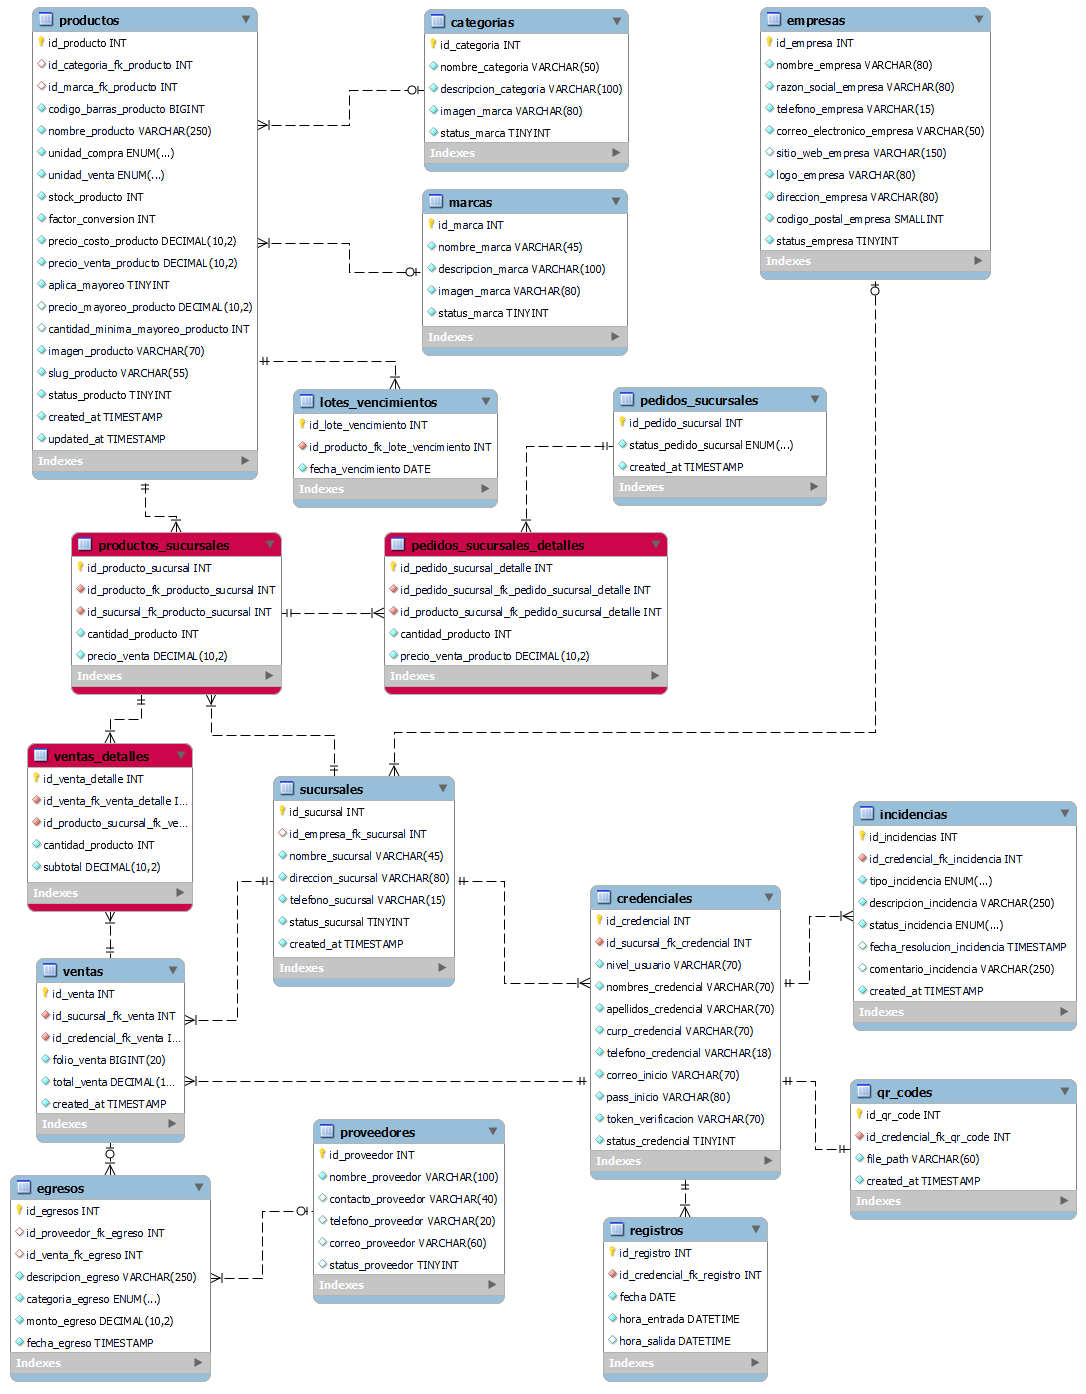 productos
id_producto INT
id_categoria_fk_producto INT
id_marca_fk_producto INT
codigo_barras_producto BIGINT
nombre_producto VARCHAR(250)
unidad_compra ENUM(...)
unidad_venta ENUM(...)
stock_producto INT
factor_conversion INT
precio_costo_producto DECIMAL(10,2)
precio_venta_producto DECIMAL(10,2)
aplica_mayoreo TINYINT
precio_mayoreo_producto DECIMAL(10,2)
cantidad_minima_mayoreo_producto INT
imagen_producto VARCHAR(70)
slug_producto VARCHAR(55)
status_producto TINYINT
created_at TIMESTAMP
updated_at TIMESTAMP
Indexes
categorias
id_categoria INT
nombre_categoria VARCHAR(50)
descripcion_categoria VARCHAR(100)
imagen_marca VARCHAR(80)
status_marca TINYINT
Indexes
empresas
id_empresa INT
nombre_empresa VARCHAR(80)
razon_social_empresa VARCHAR(80)
telefono_empresa VARCHAR(15)
correo_electronico_empresa VARCHAR(50)
sitio_web_empresa VARCHAR(150)
logo_empresa VARCHAR(80)
direccion_empresa VARCHAR(80)
codigo_postal_empresa SMALLINT
status_empresa TINYINT
Indexes
marcas
id_marca INT
nombre_marca VARCHAR(45)
descripcion_marca VARCHAR(100)
imagen_marca VARCHAR(80)
status_marca TINYINT
Indexes
lotes_vencimientos
id_lote_vencimiento INT
id_producto_fk_lote_vencimiento INT
fecha_vencimiento DATE
Indexes
pedidos_sucursales
id_pedido_sucursal INT
status_pedido_sucursal ENUM(...)
created_at TIMESTAMP
Indexes
productos_sucursales
id_producto_sucursal INT
id_producto_fk_producto_sucursal INT
id_sucursal_fk_producto_sucursal INT
cantidad_producto INT
precio_venta DECIMAL(10,2)
Indexes
pedidos_sucursales_detalles
id_pedido_sucursal_detalle INT
id_pedido_sucursal_fk_pedido_sucursal_detalle INT
id_producto_sucursal_fk_pedido_sucursal_detalle INT
cantidad_producto INT
precio_venta_producto DECIMAL(10,2)
Indexes
ventas_detalles
id_venta_detalle INT
id_venta_fk_venta_detalle I...
id_producto_sucursal_fk_ve...
cantidad_producto INT
subtotal DECIMAL(10,2)
Indexes
sucursales
id_sucursal INT
id_empresa_fk_sucursal INT
nombre_sucursal VARCHAR(45)
direccion_sucursal VARCHAR(80)
telefono_sucursal VARCHAR(15)
status_sucursal TINYINT
created_at TIMESTAMP
Indexes
incidencias
id_incidencias INT
id_credencial_fk_incidencia INT
tipo_incidencia ENUM(...)
descripcion_incidencia VARCHAR(250)
status_incidencia ENUM(...)
fecha_resolucion_incidencia TIMESTAMP
comentario_incidencia VARCHAR(250)
created_at TIMESTAMP
Indexes
credenciales
id_credencial INT
id_sucursal_fk_credencial INT
nivel_usuario VARCHAR(70)
nombres_credencial VARCHAR(70)
apellidos_credencial VARCHAR(70)
curp_credencial VARCHAR(70)
telefono_credencial VARCHAR(18)
correo_inicio VARCHAR(70)
pass_inicio VARCHAR(80)
token_verificacion VARCHAR(70)
status_credencial TINYINT
Indexes
ventas
id_venta INT
id_sucursal_fk_venta INT
id_credencial_fk_venta I...
folio_venta BIGINT(20)
total_venta DECIMAL(1...
created_at TIMESTAMP
Indexes
qr_codes
id_qr_code INT
id_credencial_fk_qr_code INT
file_path VARCHAR(60)
created_at TIMESTAMP
Indexes
proveedores
id_proveedor INT
nombre_proveedor VARCHAR(100)
contacto_proveedor VARCHAR(40)
telefono_proveedor VARCHAR(20)
correo_proveedor VARCHAR(60)
status_proveedor TINYINT
Indexes
egresos
id_egresos INT
id_proveedor_fk_egreso INT
id_venta_fk_egreso INT
descripcion_egreso VARCHAR(250)
categoria_egreso ENUM(...)
monto_egreso DECIMAL(10,2)
fecha_egreso TIMESTAMP
Indexes
registros
id_registro INT
id_credencial_fk_registro INT
fecha DATE
hora_entrada DATETIME
hora_salida DATETIME
Indexes